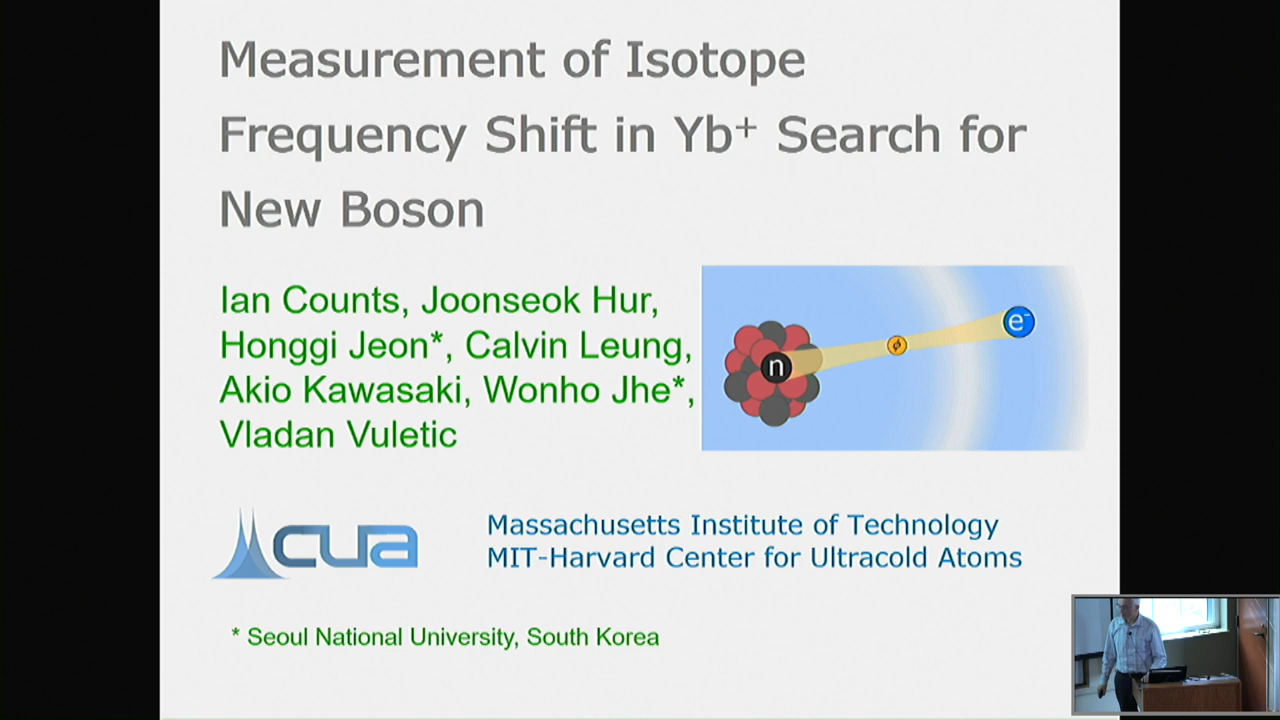 Measurement of Isotope
Frequency Shift in Yb⁺ Search for
New Boson
Ian Counts, Joonseok Hur,
Honggi Jeon*, Calvin Leung,
Akio Kawasaki, Wonho Jhe*,
Vladan Vuletic
n
ϕ
e⁻
CUA
Massachusetts Institute of Technology
MIT-Harvard Center for Ultracold Atoms
* Seoul National University, South Korea